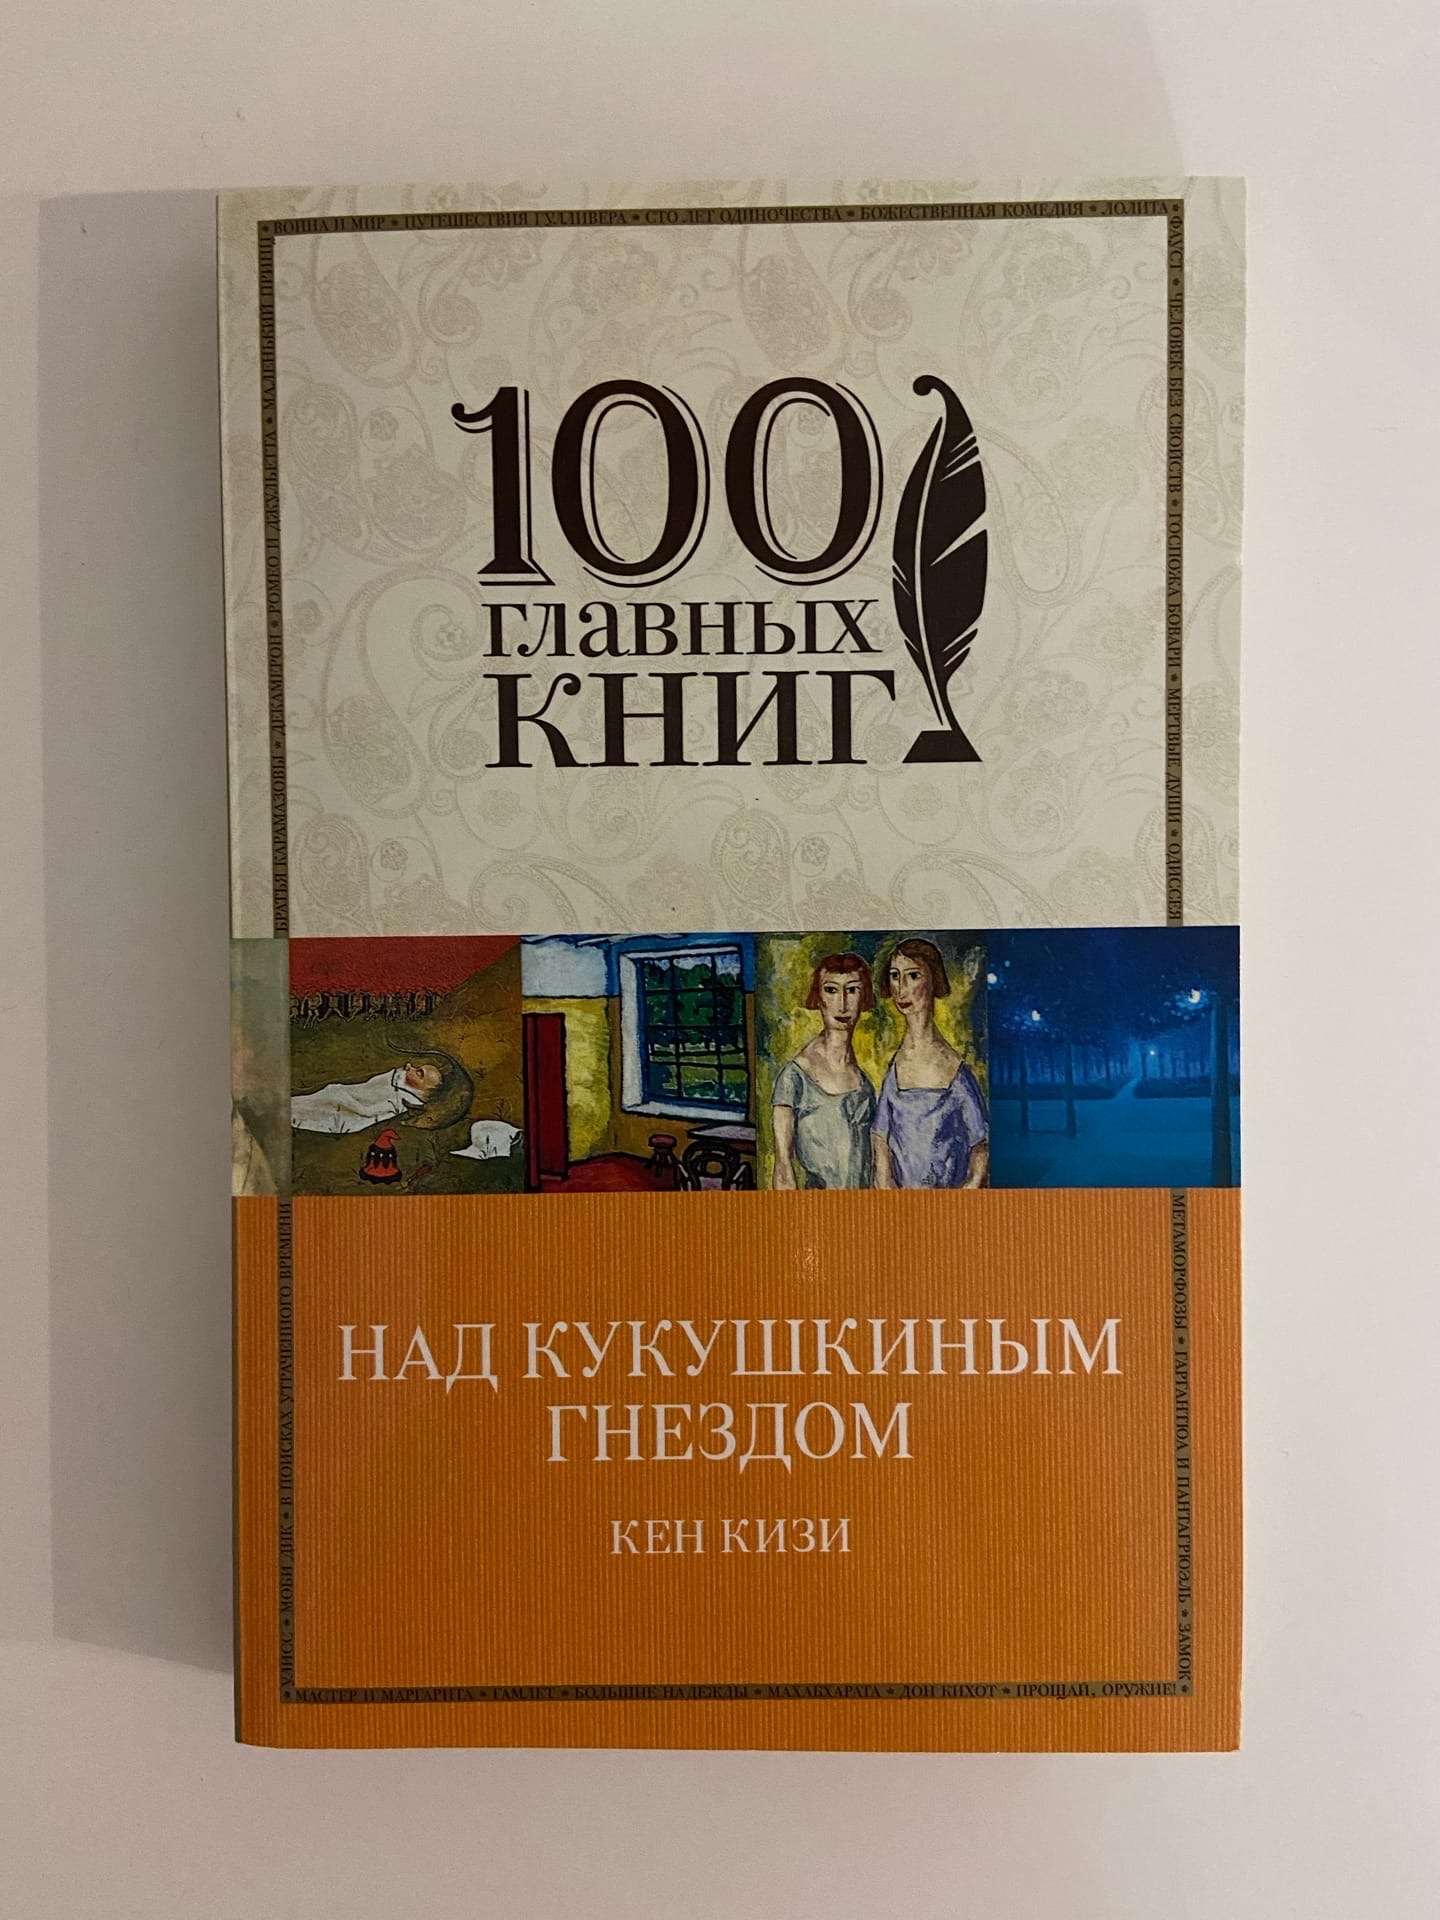 * ВОЙНА И МИР * ПУТЕШЕСТВИЯ ГУЛЛИВЕРА * СТО ЛЕТ ОДИНОЧЕСТВА * БОЖЕСТВЕННАЯ КОМЕДИЯ * ЛОЛИТА *
ФАУСТ * ЧЕЛОВЕК БЕЗ СВОЙСТВ * ГОСПОЖА БОВАРИ * МЕРТВЫЕ ДУШИ * ОДИССЕЯ
БРАТЬЯ КАРАМАЗОВЫ * ДЕКАМЕРОН * РОМЕО И ДЖУЛЬЕТТА * МАЛЕНЬКИЙ ПРИНЦ
100
ГЛАВНЫХ
КНИГ
НАД КУКУШКИНЫМ
ГНЕЗДОМ
КЕН КИЗИ
МЕТАМОРФОЗЫ * ГАРГАНТЮА И ПАНТАГРЮЭЛЬ * ЗАМОК
УЛИСС * МОБИ ДИК * В ПОИСКАХ УТРАЧЕННОГО ВРЕМЕНИ
* МАСТЕР И МАРГАРИТА * ГАМЛЕТ * БОЛЬШИЕ НАДЕЖДЫ * МАХАБХАРАТА * ДОН КИХОТ * ПРОЩАЙ, ОРУЖИЕ! *